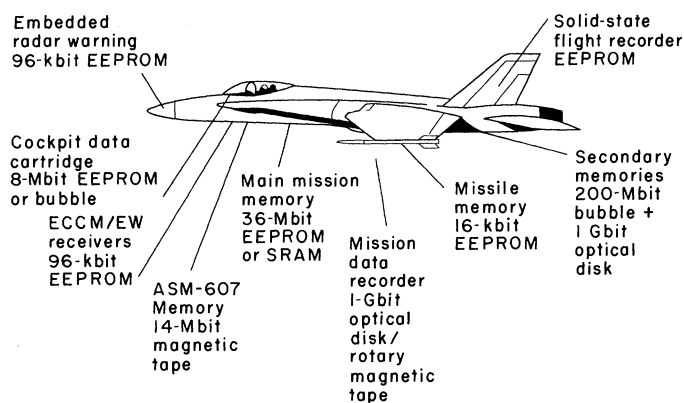 Embedded
radar warning
96-kbit EEPROM
Solid-state
flight recorder
EEPROM
Cockpit data
cartridge
8-Mbit EEPROM
or bubble
ECCM/EW
receivers
96-kbit
EEPROM
ASM-607
Memory
14-Mbit
magnetic
tape
Main mission
memory
36-Mbit
EEPROM
or SRAM
Mission
data
recorder
1-Gbit
optical
disk/
rotary
magnetic
tape
Missile
memory
16-kbit
EEPROM
Secondary
memories
200-Mbit
bubble +
1 Gbit
optical
disk